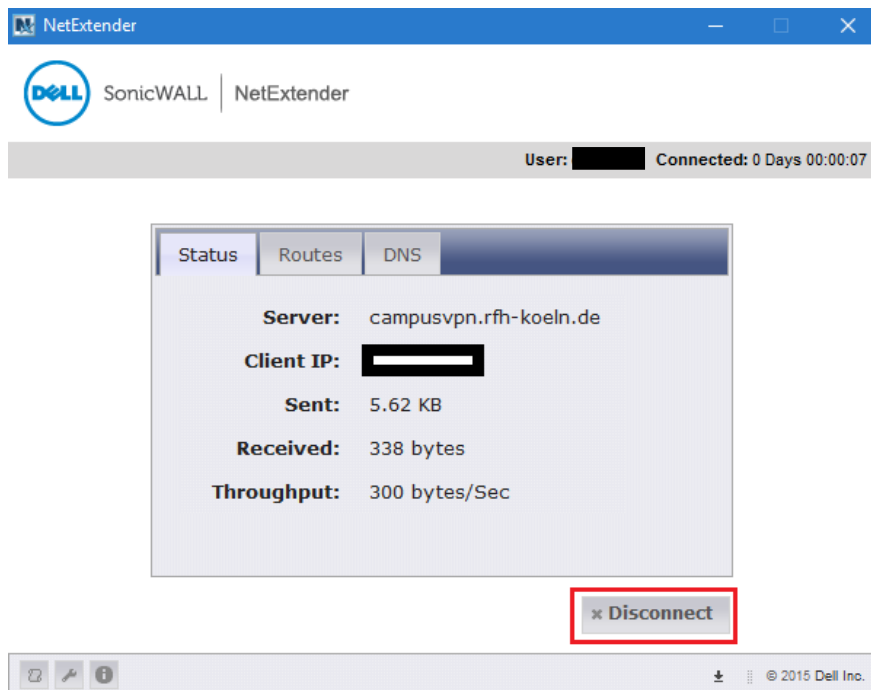 NetExtender
DELL SonicWALL | NetExtender
User: Connected: 0 Days 00:00:07
Status Routes DNS
Server: campusvpn.rfh-koeln.de
Client IP:
Sent: 5.62 KB
Received: 338 bytes
Throughput: 300 bytes/Sec
× Disconnect
© 2015 Dell Inc.